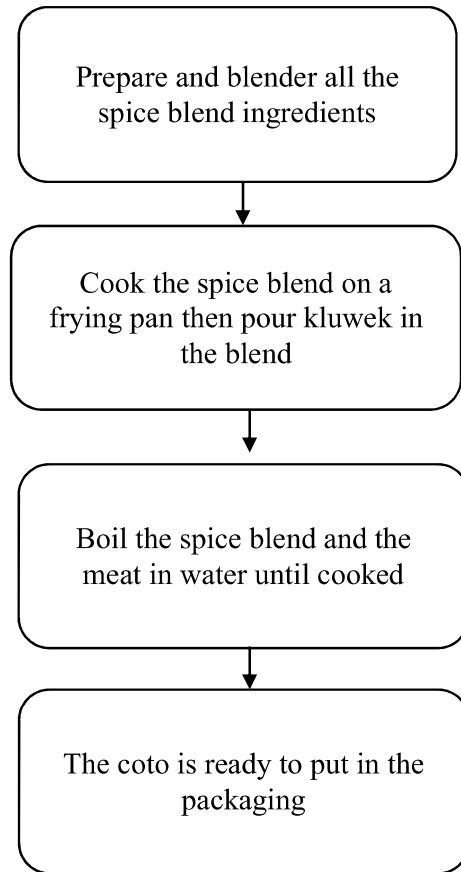 Prepare and blender all the
spice blend ingredients
Cook the spice blend on a
frying pan then pour kluwek in
the blend
Boil the spice blend and the
meat in water until cooked
The coto is ready to put in the
packaging